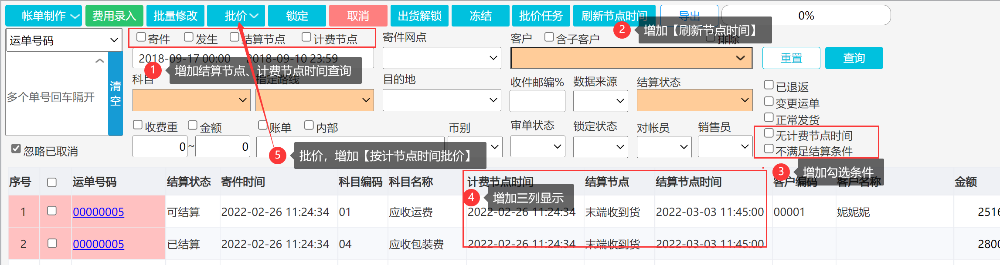 帐单制作 费用录入 批量修改 批价 锁定 取消 出货解锁 冻结 批价任务 刷新节点时间 导出 0%
运单号码 寄件 发生 结算节点 计费节点 寄件网点 客户 含子客户 排除
2 增加【刷新节点时间】
2018-09-17 00:00 2018-09-10 23:59 重置 查询
1 增加结算节点、计费节点时间查询
科目 指定路线 目的地 收件邮编% 数据来源 结算状态
清空
多个单号回车隔开
已退返
变更运单
正常发货
无计费节点时间
不满足结算条件
收费重 金额 账单 内部 币别 审单状态 锁定状态 对帐员 销售员
0 ~ 0
忽略已取消
5 批价，增加【按计节点时间批价】
3 增加勾选条件
序号 运单号码 结算状态 寄件时间 科目编码 科目名称 计费节点时间 结算节点 结算节点时间 客户编码 客户名称 金额
4 增加三列显示
1 00000005 可结算 2022-02-26 11:24:34 01 应收运费 2022-02-26 11:24:34 末端收到货 2022-03-03 11:45:00 00001 妮妮妮 2516
2 00000005 已结算 2022-02-26 11:24:34 04 应收包装费 2022-02-26 11:24:34 末端收到货 2022-03-03 11:45:00 2800